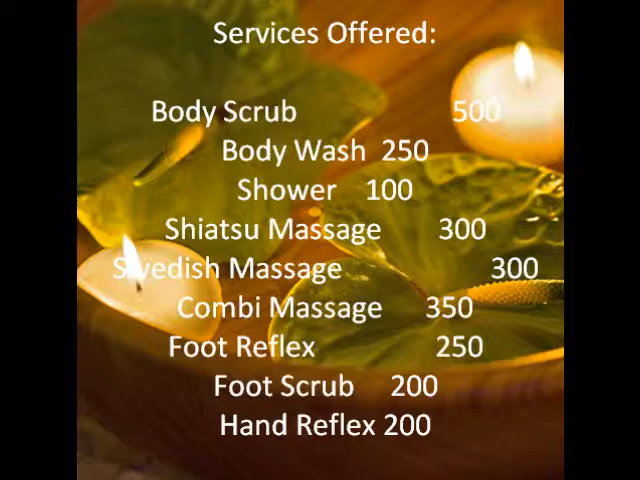 Services Offered:
Body Scrub 500
Body Wash 250
Shower 100
Shiatsu Massage 300
Swedish Massage 300
Combi Massage 350
Foot Reflex 250
Foot Scrub 200
Hand Reflex 200